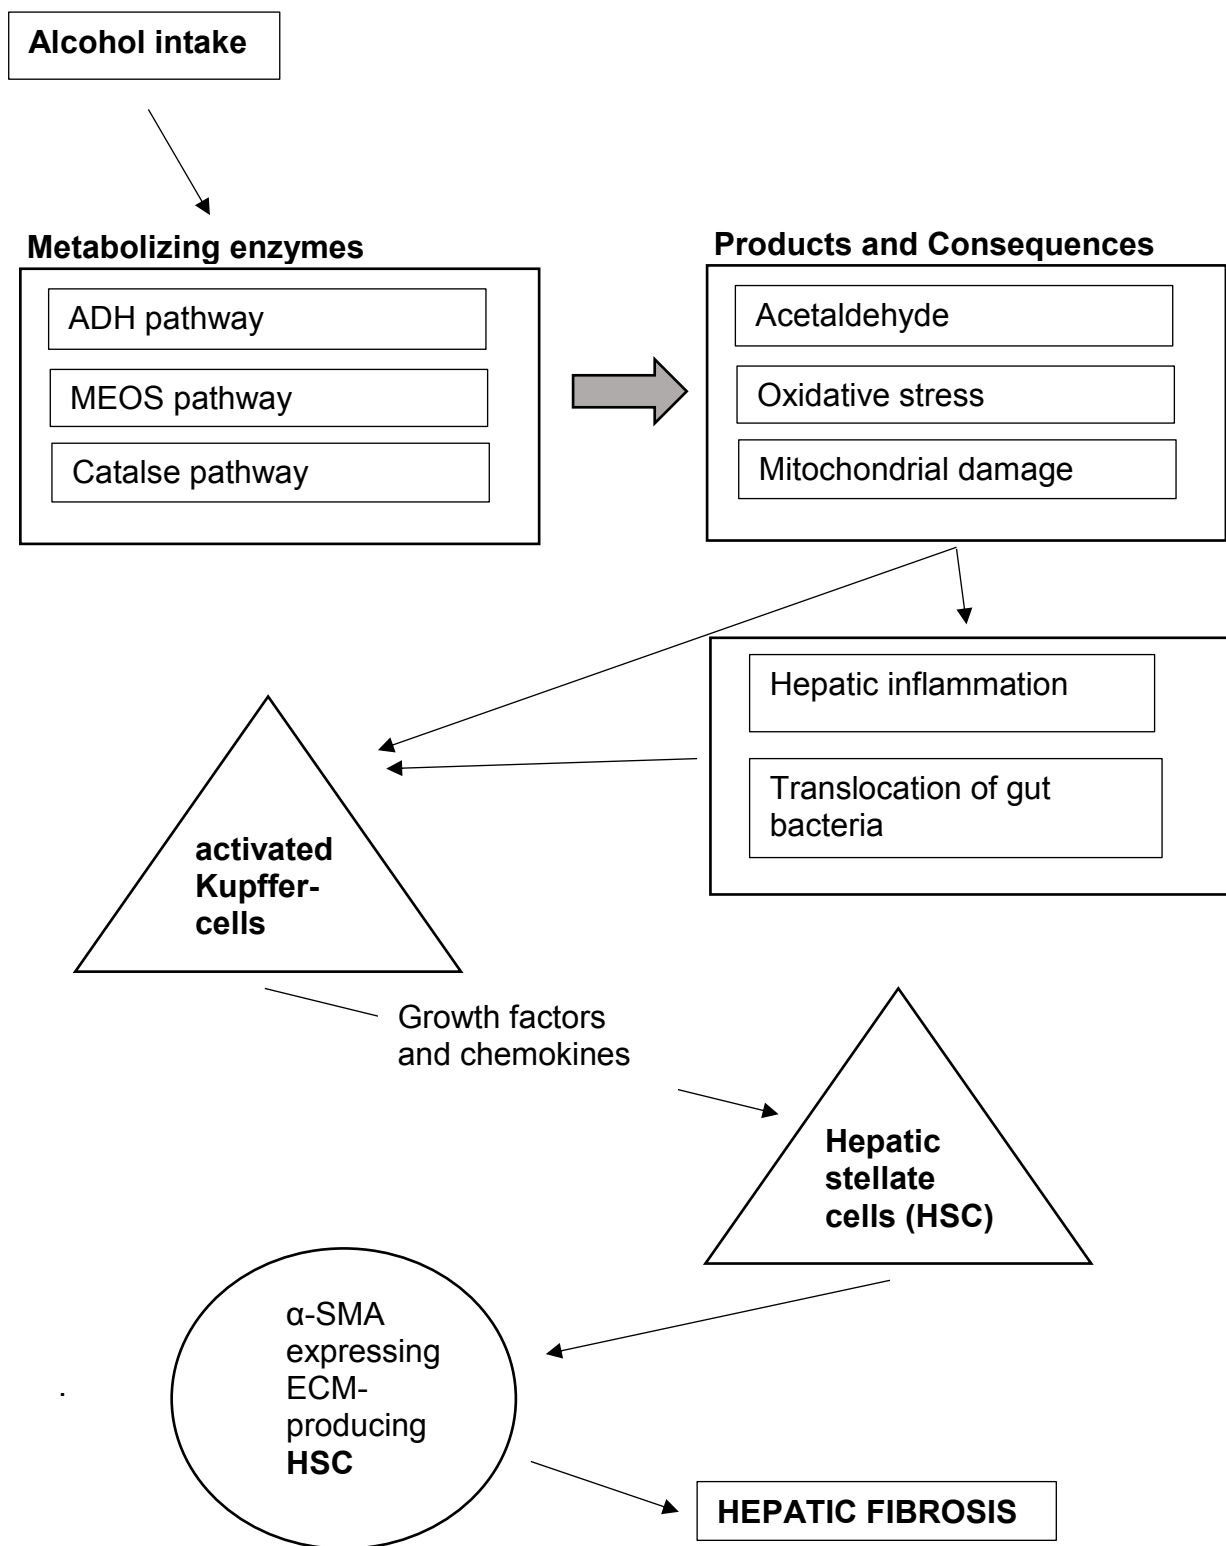 Alcohol intake
Metabolizing enzymes
ADH pathway
MEOS pathway
Catalse pathway
Products and Consequences
Acetaldehyde
Oxidative stress
Mitochondrial damage
Hepatic inflammation
Translocation of gut
bacteria
activated
Kupffer-
cells
Growth factors
and chemokines
Hepatic
stellate
cells (HSC)
α-SMA
expressing
ECM-
producing
HSC
.
HEPATIC FIBROSIS